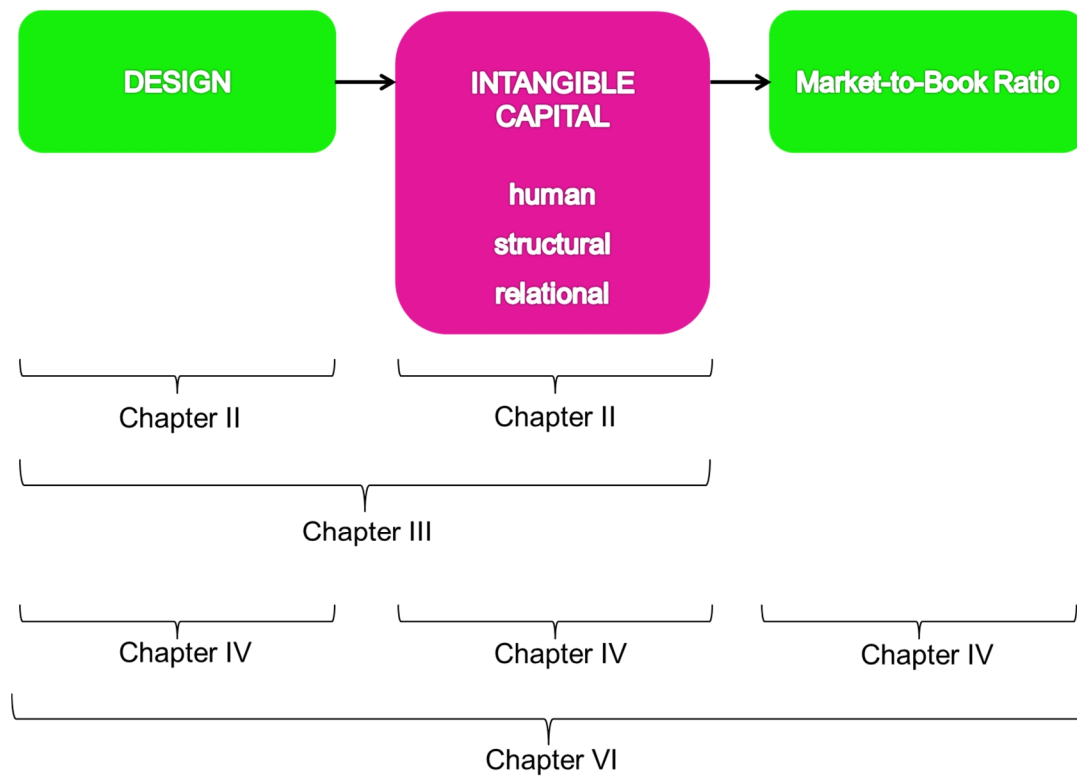 DESIGN
INTANGIBLE
CAPITAL
human
structural
relational
Market-to-Book Ratio
Chapter II
Chapter II
Chapter III
Chapter IV
Chapter IV
Chapter IV
Chapter VI